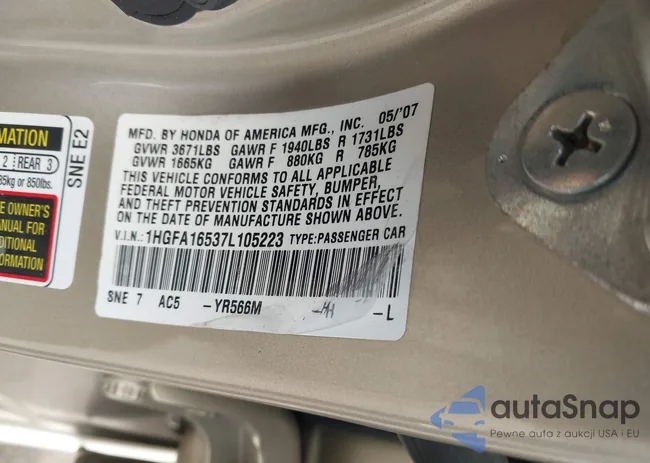 MATION
2 REAR 3
85kg or 850lbs.
E OWNER'S
ANUAL FOR
DITIONAL
FORMATION
SNE E2
MFD. BY HONDA OF AMERICA MFG., INC. 05/'07
GVWR 3671LBS GAWR F 1940LBS R 1731LBS
GVWR 1665KG GAWR F 880KG R 785KG
THIS VEHICLE CONFORMS TO ALL APPLICABLE
FEDERAL MOTOR VEHICLE SAFETY, BUMPER,
AND THEFT PREVENTION STANDARDS IN EFFECT
ON THE DATE OF MANUFACTURE SHOWN ABOVE.
V.I.N.: 1HGFA16537L105223 TYPE:PASSENGER CAR
SNE 7 AC5 -YR566M -L
autaSnap
Pewne auta z aukcji USA i EU